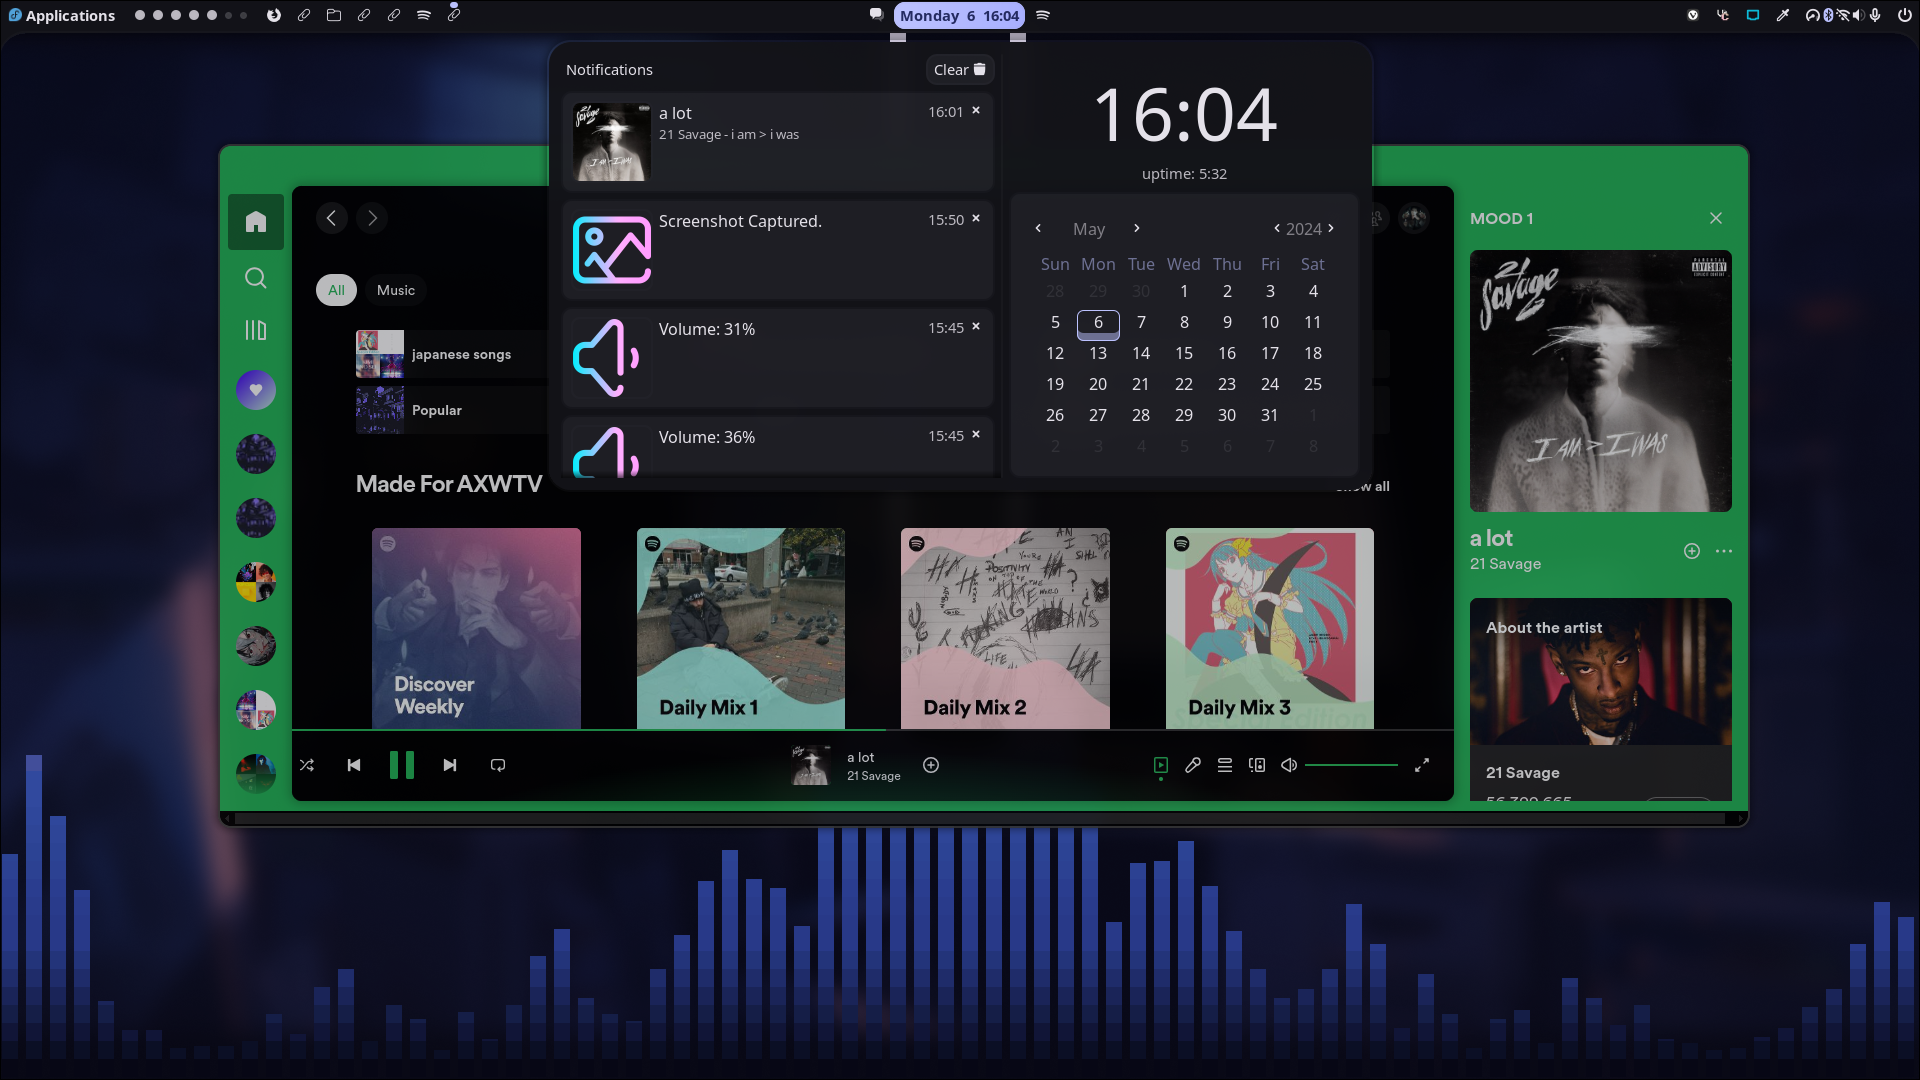 Applications
Monday 6 16:04
Notifications
Clear
a lot
16:01
21 Savage - i am > i was
Screenshot Captured.
15:50
Volume: 31%
15:45
Volume: 36%
15:45
16:04
uptime: 5:32
May
2024
Sun Mon Tue Wed Thu Fri Sat
28 29 30 1 2 3 4
5 6 7 8 9 10 11
12 13 14 15 16 17 18
19 20 21 22 23 24 25
26 27 28 29 30 31 1
2 3 4 5 6 7 8
All
Music
japanese songs
Popular
Made For AXWTV
Show all
Discover
Weekly
Daily Mix 1
Daily Mix 2
Daily Mix 3
a lot
21 Savage
MOOD 1
21
Savage
PARENTAL
ADVISORY
I AM > I WAS
a lot
21 Savage
About the artist
21 Savage